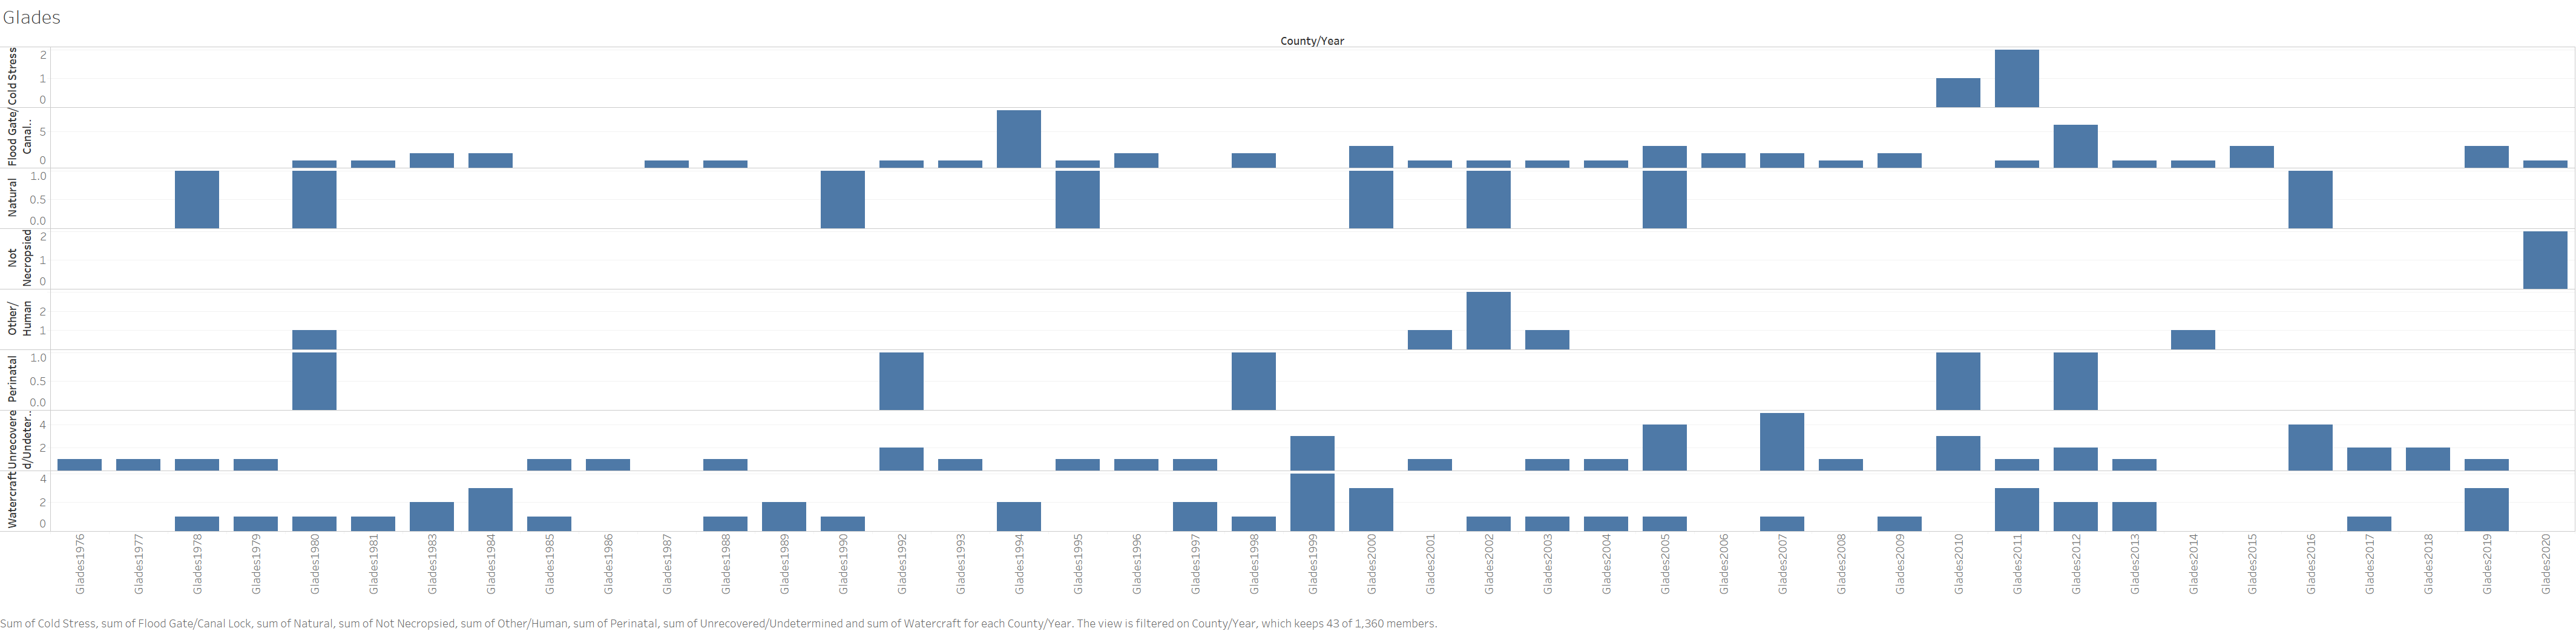 Glades
County/Year
Cold Stress
2
1
0
Flood Gate/
Canal..
5
0
Natural
1.0
0.5
0.0
Not
Necropsied
2
1
0
Other/
Human
2
1
Perinatal
1.0
0.5
0.0
Unrecovere
d/Undeter..
4
2
Watercraft
4
2
0
Glades1976
Glades1977
Glades1978
Glades1979
Glades1980
Glades1981
Glades1983
Glades1984
Glades1985
Glades1986
Glades1987
Glades1988
Glades1989
Glades1990
Glades1992
Glades1993
Glades1994
Glades1995
Glades1996
Glades1997
Glades1998
Glades1999
Glades2000
Glades2001
Glades2002
Glades2003
Glades2004
Glades2005
Glades2006
Glades2007
Glades2008
Glades2009
Glades2010
Glades2011
Glades2012
Glades2013
Glades2014
Glades2015
Glades2016
Glades2017
Glades2018
Glades2019
Glades2020
Sum of Cold Stress, sum of Flood Gate/Canal Lock, sum of Natural, sum of Not Necropsied, sum of Other/Human, sum of Perinatal, sum of Unrecovered/Undetermined and sum of Watercraft for each County/Year. The view is filtered on County/Year, which keeps 43 of 1,360 members.